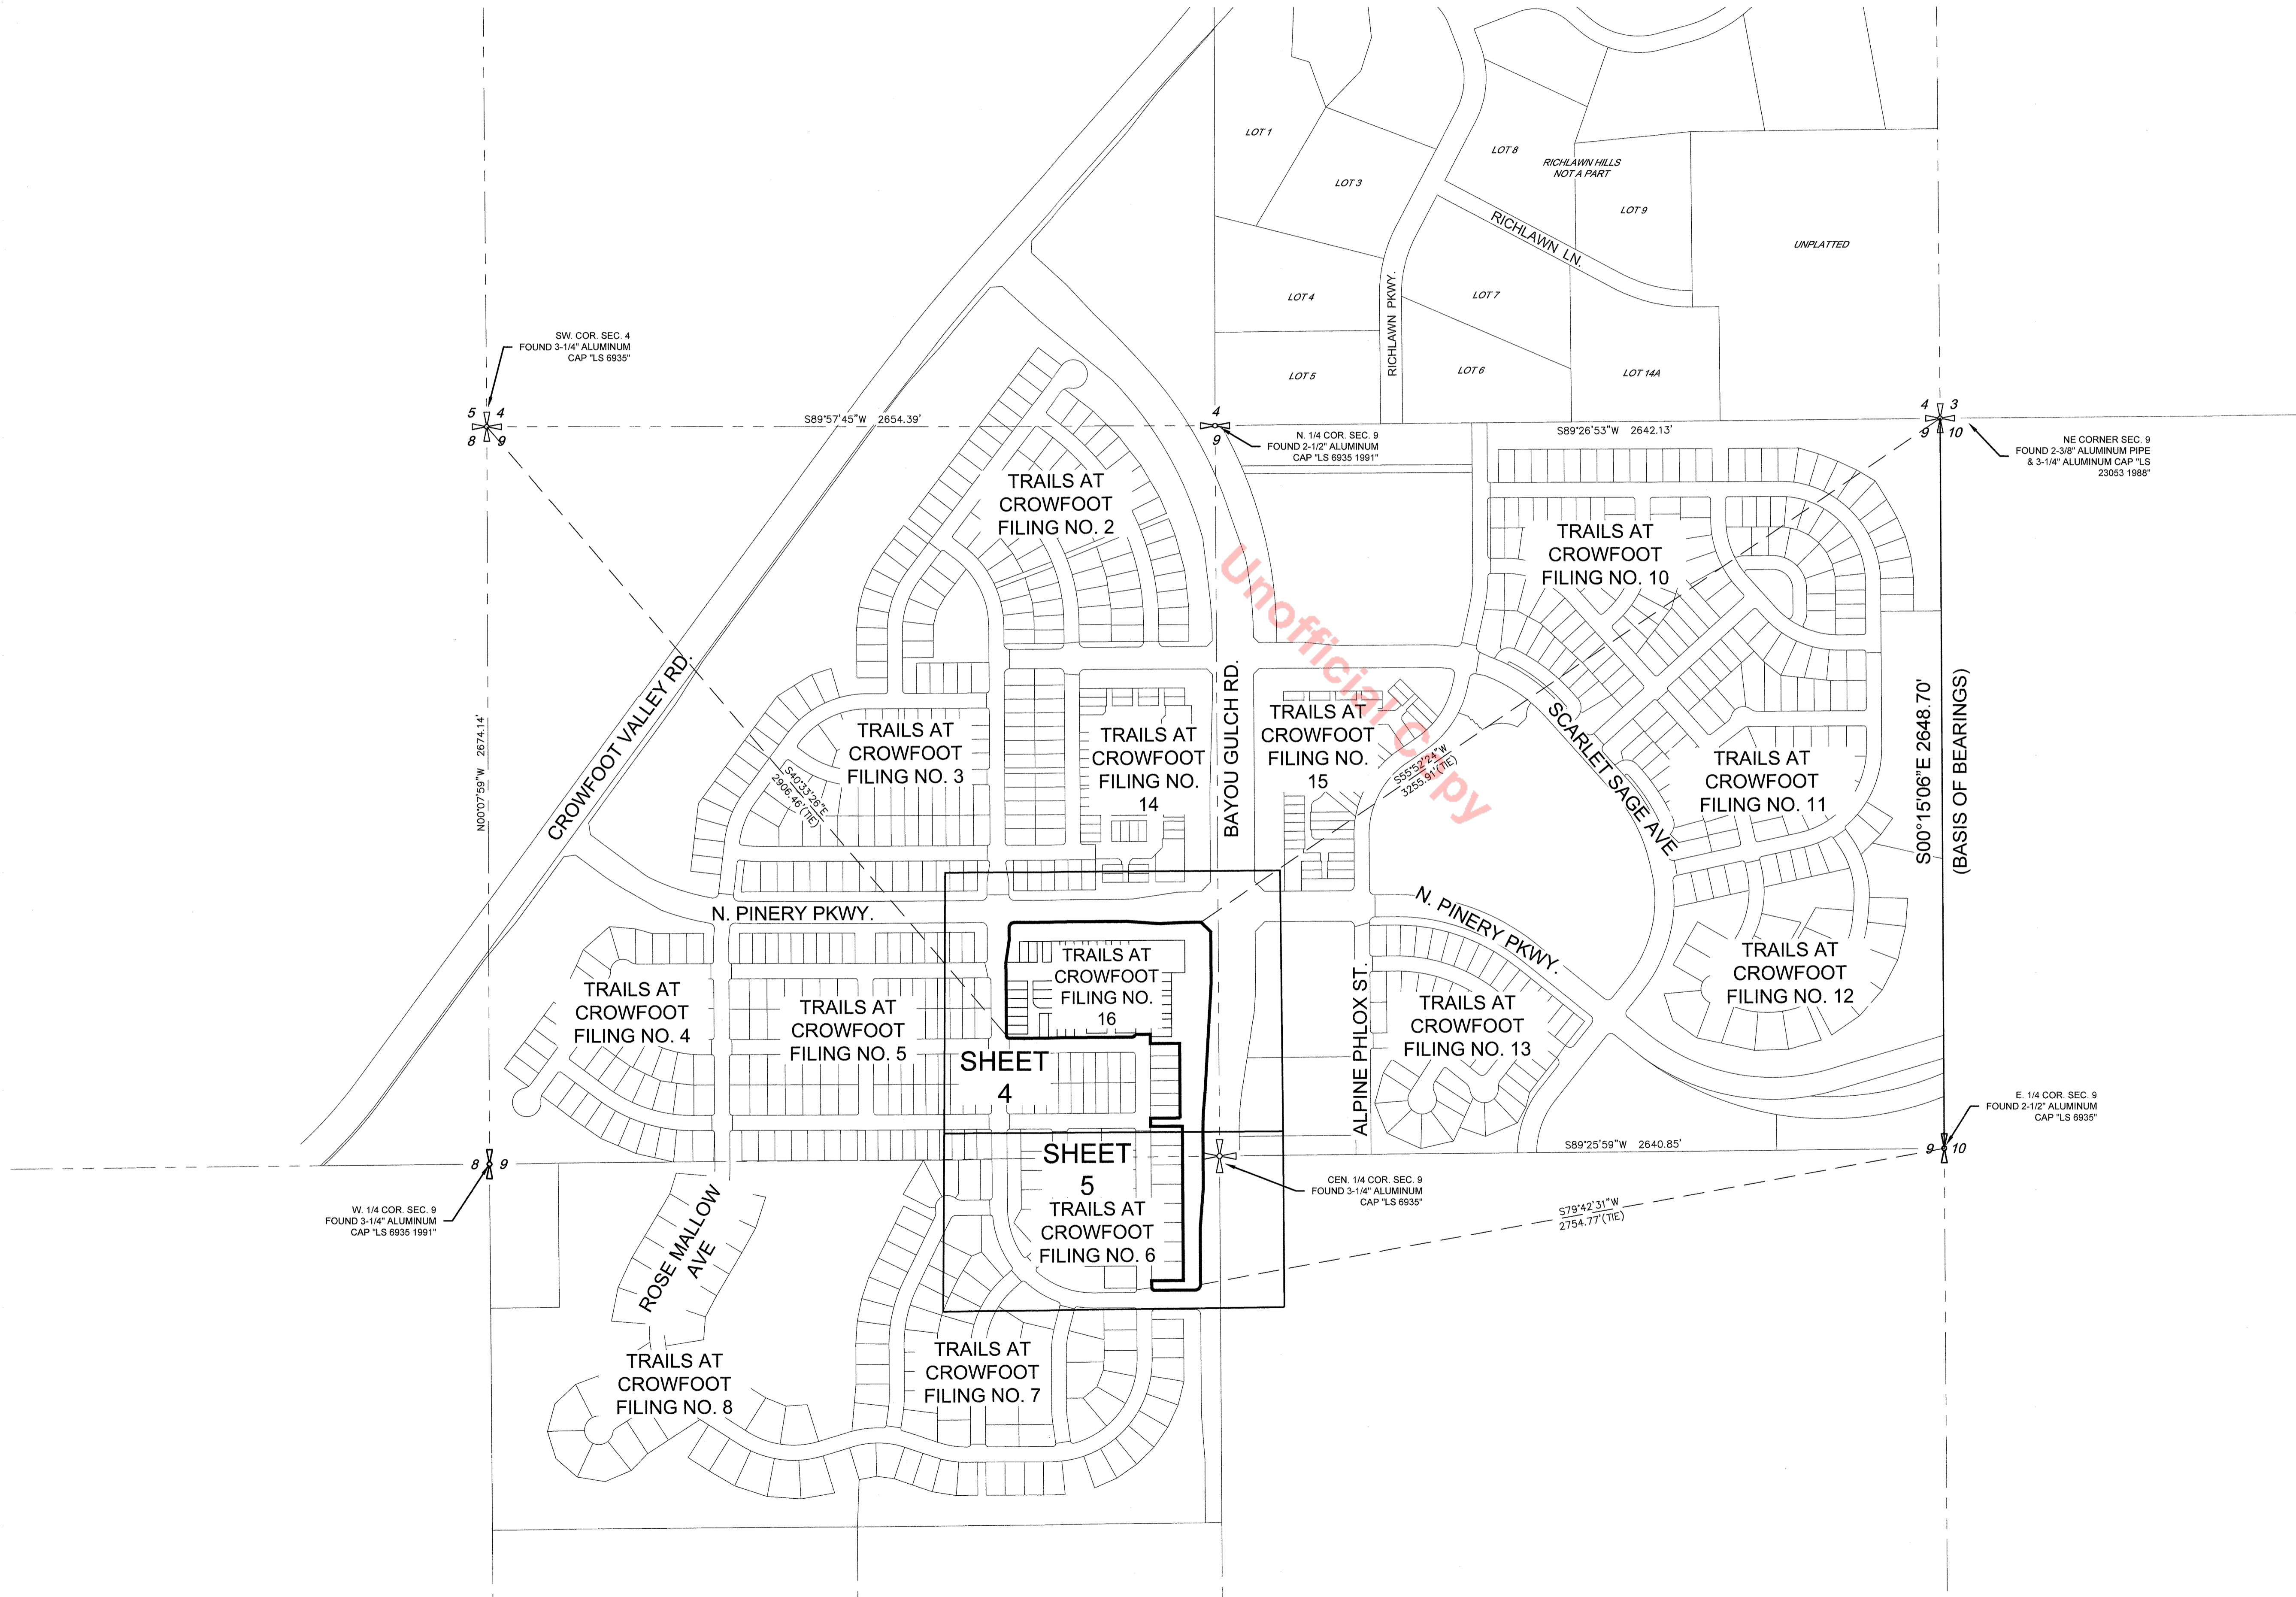 LOT 1
LOT 3
LOT 8
RICHLAWN HILLS
NOT A PART
LOT 9
RICHLAWN LN.
UNPLATTED
LOT 4
LOT 7
RICHLAWN PKWY.
LOT 5
LOT 6
LOT 14A
SW. COR. SEC. 4
FOUND 3-1/4" ALUMINUM
CAP "LS 6935"
5 4
8 9
S89°57'45"W 2654.39'
4
9
N. 1/4 COR. SEC. 9
FOUND 2-1/2" ALUMINUM
CAP "LS 6935 1991"
S89°26'53"W 2642.13'
4 3
9 10
NE CORNER SEC. 9
FOUND 2-3/8" ALUMINUM PIPE
& 3-1/4" ALUMINUM CAP "LS
23053 1988"
TRAILS AT
CROWFOOT
FILING NO. 2
TRAILS AT
CROWFOOT
FILING NO. 10
Unofficial Copy
CROWFOOT VALLEY RD.
N00°07'59"W 2674.14'
TRAILS AT
CROWFOOT
FILING NO. 3
S40°33'26"E
2906.46'(TIE)
TRAILS AT
CROWFOOT
FILING NO.
14
BAYOU GULCH RD.
TRAILS AT
CROWFOOT
FILING NO.
15
S55°52'24"W
3255.91'(TIE)
SCARLET SAGE AVE
TRAILS AT
CROWFOOT
FILING NO. 11
S00°15'06"E 2648.70'
(BASIS OF BEARINGS)
N. PINERY PKWY.
N. PINERY PKWY.
TRAILS AT
CROWFOOT
FILING NO. 4
TRAILS AT
CROWFOOT
FILING NO. 5
TRAILS AT
CROWFOOT
FILING NO.
16
SHEET
4
ALPINE PHLOX ST.
TRAILS AT
CROWFOOT
FILING NO. 13
TRAILS AT
CROWFOOT
FILING NO. 12
E. 1/4 COR. SEC. 9
FOUND 2-1/2" ALUMINUM
CAP "LS 6935"
S89°25'59"W 2640.85'
9 10
8 9
W. 1/4 COR. SEC. 9
FOUND 3-1/4" ALUMINUM
CAP "LS 6935 1991"
SHEET
5
TRAILS AT
CROWFOOT
FILING NO. 6
CEN. 1/4 COR. SEC. 9
FOUND 3-1/4" ALUMINUM
CAP "LS 6935"
S79°42'31"W
2754.77'(TIE)
ROSE MALLOW
AVE
TRAILS AT
CROWFOOT
FILING NO. 8
TRAILS AT
CROWFOOT
FILING NO. 7